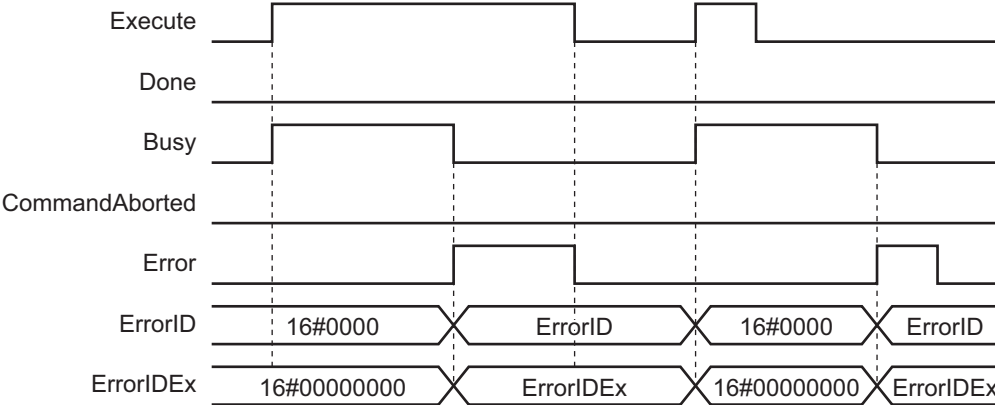 Execute
Done
Busy
CommandAborted
Error
ErrorID 16#0000 ErrorID 16#0000 ErrorID
ErrorIDEx 16#00000000 ErrorIDEx 16#00000000 ErrorIDEx